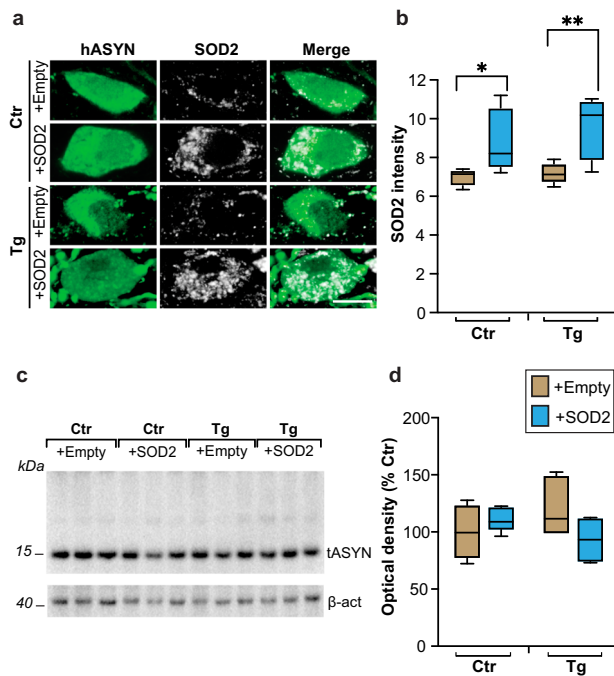 a
hASYN SOD2 Merge
Ctr
+Empty
+SOD2
Tg
+Empty
+SOD2
b
* **
SOD2 intensity
12
10
8
6
4
2
0
Ctr Tg
c
Ctr Ctr Tg Tg
+Empty +SOD2 +Empty +SOD2
kDa
15 tASYN
40 β-act
d
+Empty
+SOD2
Optical density (% Ctr)
200
150
100
50
0
Ctr Tg